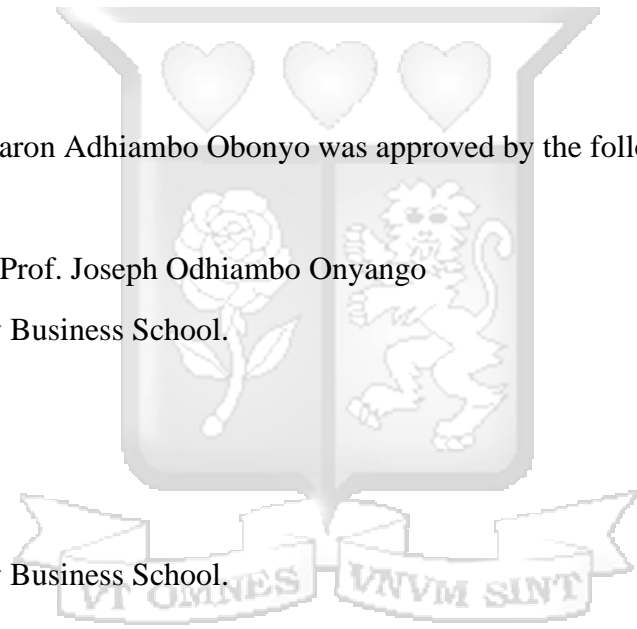 aron Adhiambo Obonyo was approved by the follo
Prof. Joseph Odhiambo Onyango
Business School.
Business School.
VT OMNES VNVM SINT